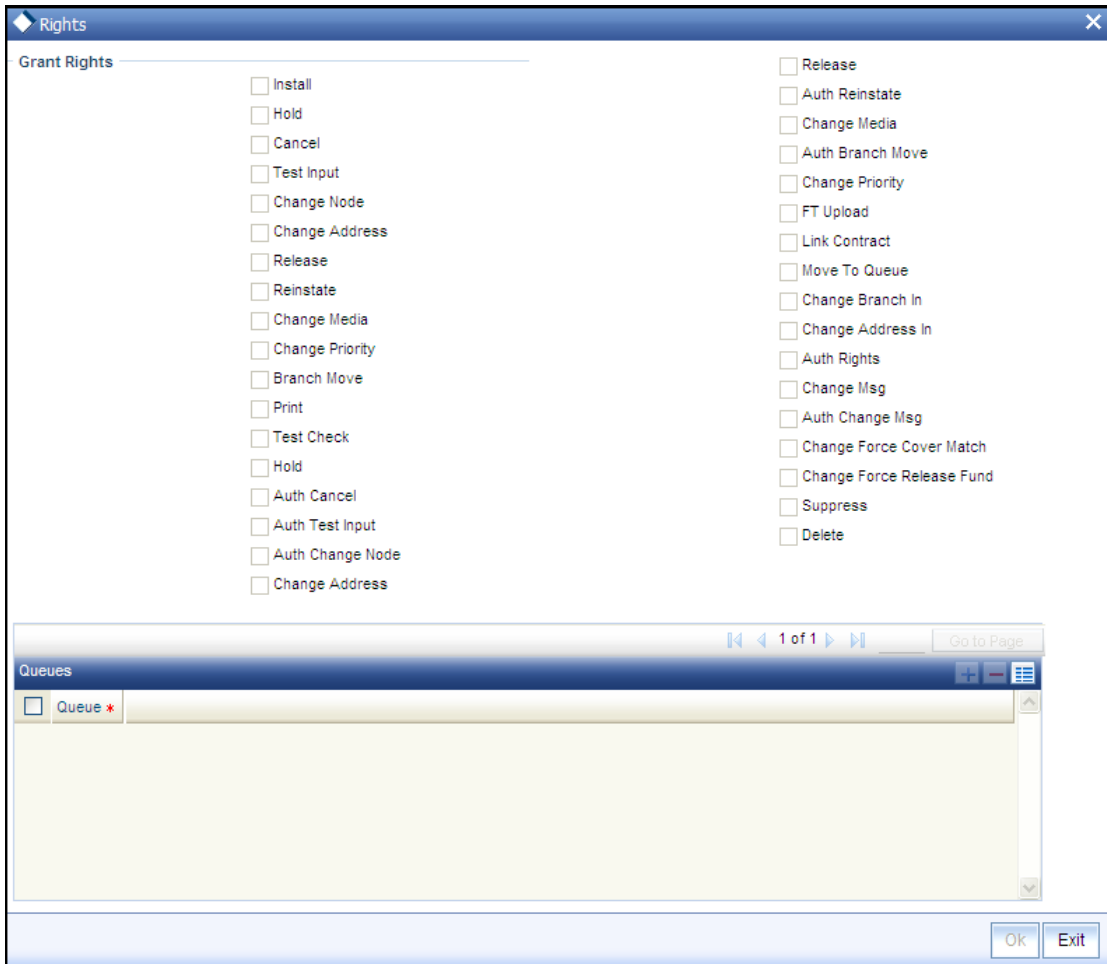 Rights
Grant Rights
Install
Hold
Cancel
Test Input
Change Node
Change Address
Release
Reinstate
Change Media
Change Priority
Branch Move
Print
Test Check
Hold
Auth Cancel
Auth Test Input
Auth Change Node
Change Address
Release
Auth Reinstate
Change Media
Auth Branch Move
Change Priority
FT Upload
Link Contract
Move To Queue
Change Branch In
Change Address In
Auth Rights
Change Msg
Auth Change Msg
Change Force Cover Match
Change Force Release Fund
Suppress
Delete
1 of 1 Go to Page
Queues
Queue *
Ok Exit